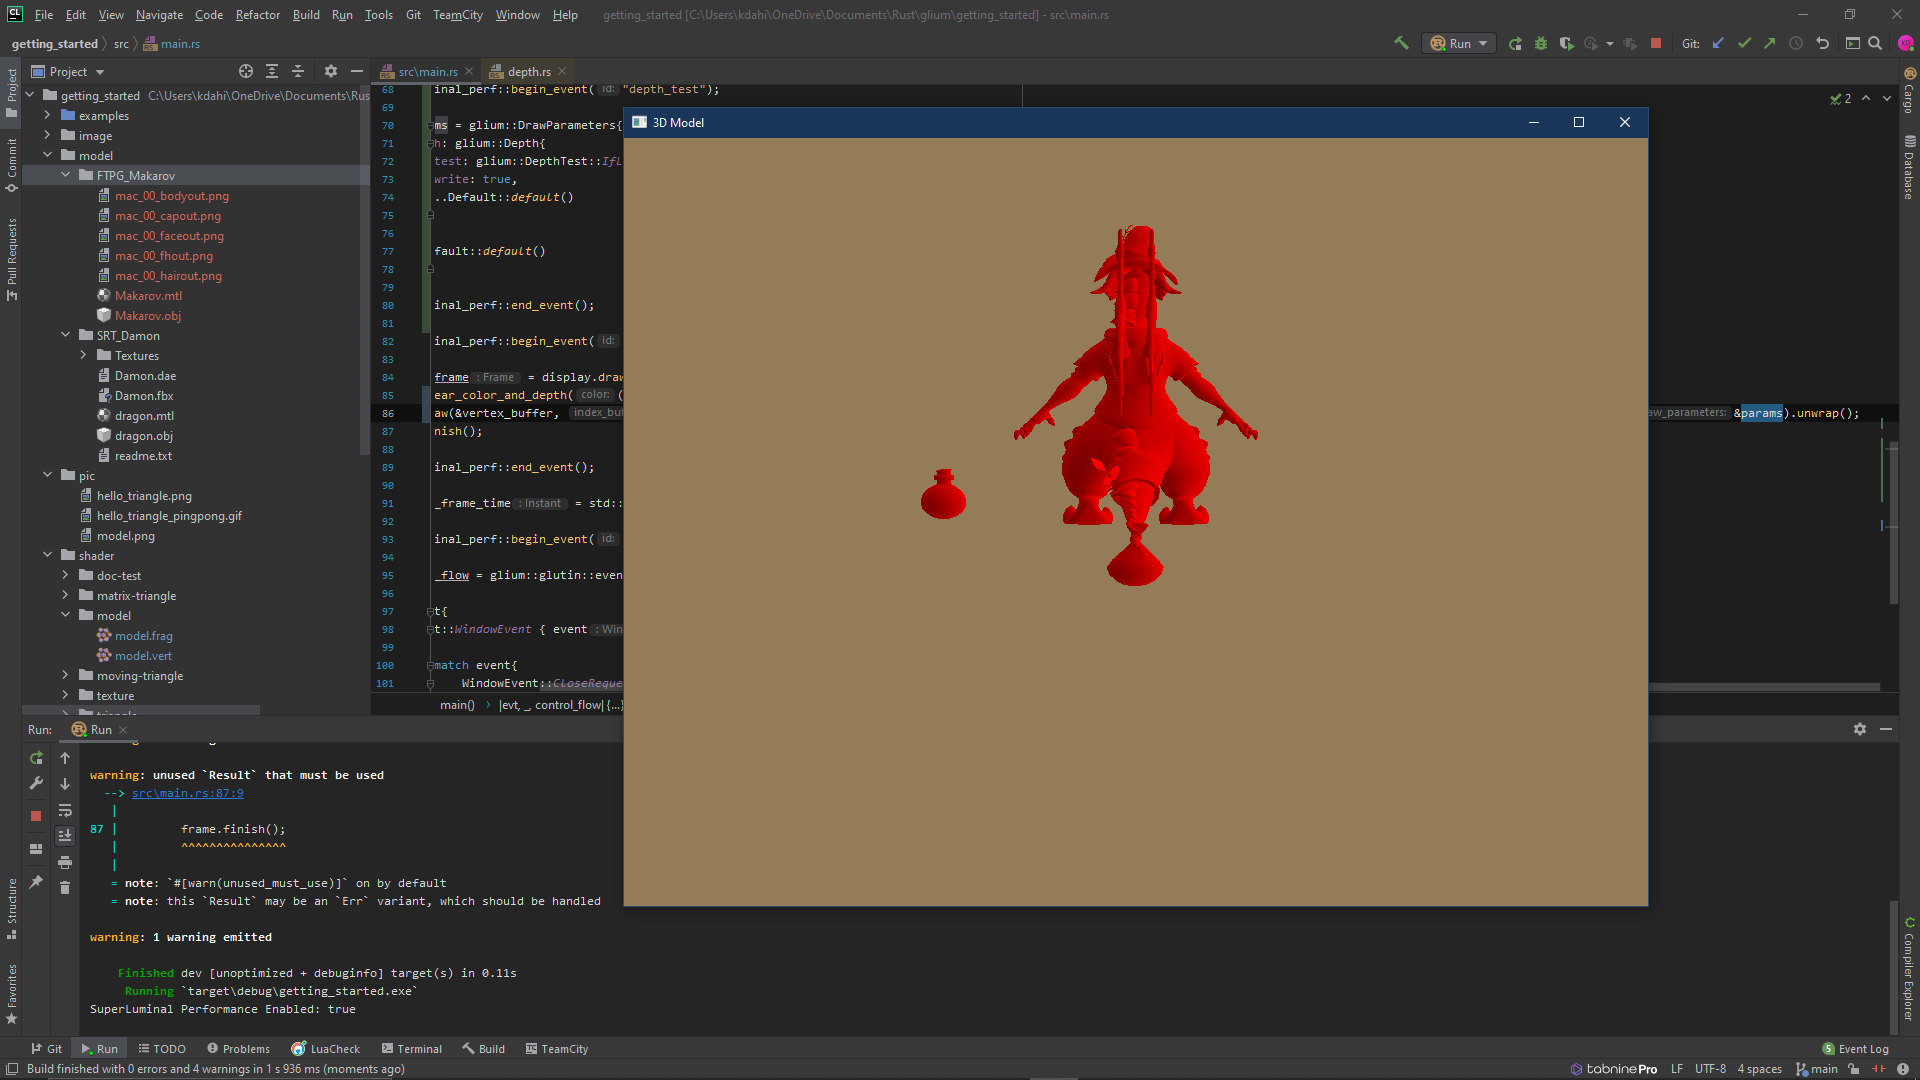 CL File Edit View Navigate Code Refactor Build Run Tools Git TeamCity Window Help getting_started [C:\Users\kdahi\OneDrive\Documents\Rust\glium\getting_started] - src\main.rs
getting_started src main.rs Run Git:
Project
src\main.rs
depth.rs
getting_started C:\Users\kdahi\OneDrive\Documents\Rus
examples
image
model
FTPG_Makarov
mac_00_bodyout.png
mac_00_capout.png
mac_00_faceout.png
mac_00_fhout.png
mac_00_hairout.png
Makarov.mtl
Makarov.obj
SRT_Damon
Textures
Damon.dae
Damon.fbx
dragon.mtl
dragon.obj
readme.txt
pic
hello_triangle.png
hello_triangle_pingpong.gif
model.png
shader
doc-test
matrix-triangle
model
model.frag
model.vert
moving-triangle
texture
68 inal_perf::begin_event( id: "depth_test");
69
70 ms = glium::DrawParameters{
71 h: glium::Depth{
72 test: glium::DepthTest::IfL
73 write: true,
74 ..Default::default()
75
76
77 fault::default()
78
79
80 inal_perf::end_event();
81
82 inal_perf::begin_event( id:
83
84 frame : Frame = display.draw
85 ear_color_and_depth( color: (
86 aw(&vertex_buffer, index_buf
aw_parameters: &params).unwrap();
87 nish();
88
89 inal_perf::end_event();
90
91 _frame_time : Instant = std::
92
93 inal_perf::begin_event( id:
94
95 _flow = glium::glutin::even
96
97 t{
98 t::WindowEvent { event : Win
99
100 match event{
101 WindowEvent::CloseReque
main() |evt, _, control_flow| {...}
2
3D Model
Project
Commit
Pull Requests
Structure
Favorites
Cargo
Database
Compiler Explorer
Run: Run
warning: unused `Result` that must be used
--> src\main.rs:87:9
|
87 | frame.finish();
| ^^^^^^^^^^^^^^^
|
= note: `#[warn(unused_must_use)]` on by default
= note: this `Result` may be an `Err` variant, which should be handled
warning: 1 warning emitted
Finished dev [unoptimized + debuginfo] target(s) in 0.11s
Running `target\debug\getting_started.exe`
SuperLuminal Performance Enabled: true
Git Run TODO Problems LuaCheck Terminal Build TeamCity 5 Event Log
Build finished with 0 errors and 4 warnings in 1 s 936 ms (moments ago) tabnine Pro LF UTF-8 4 spaces main